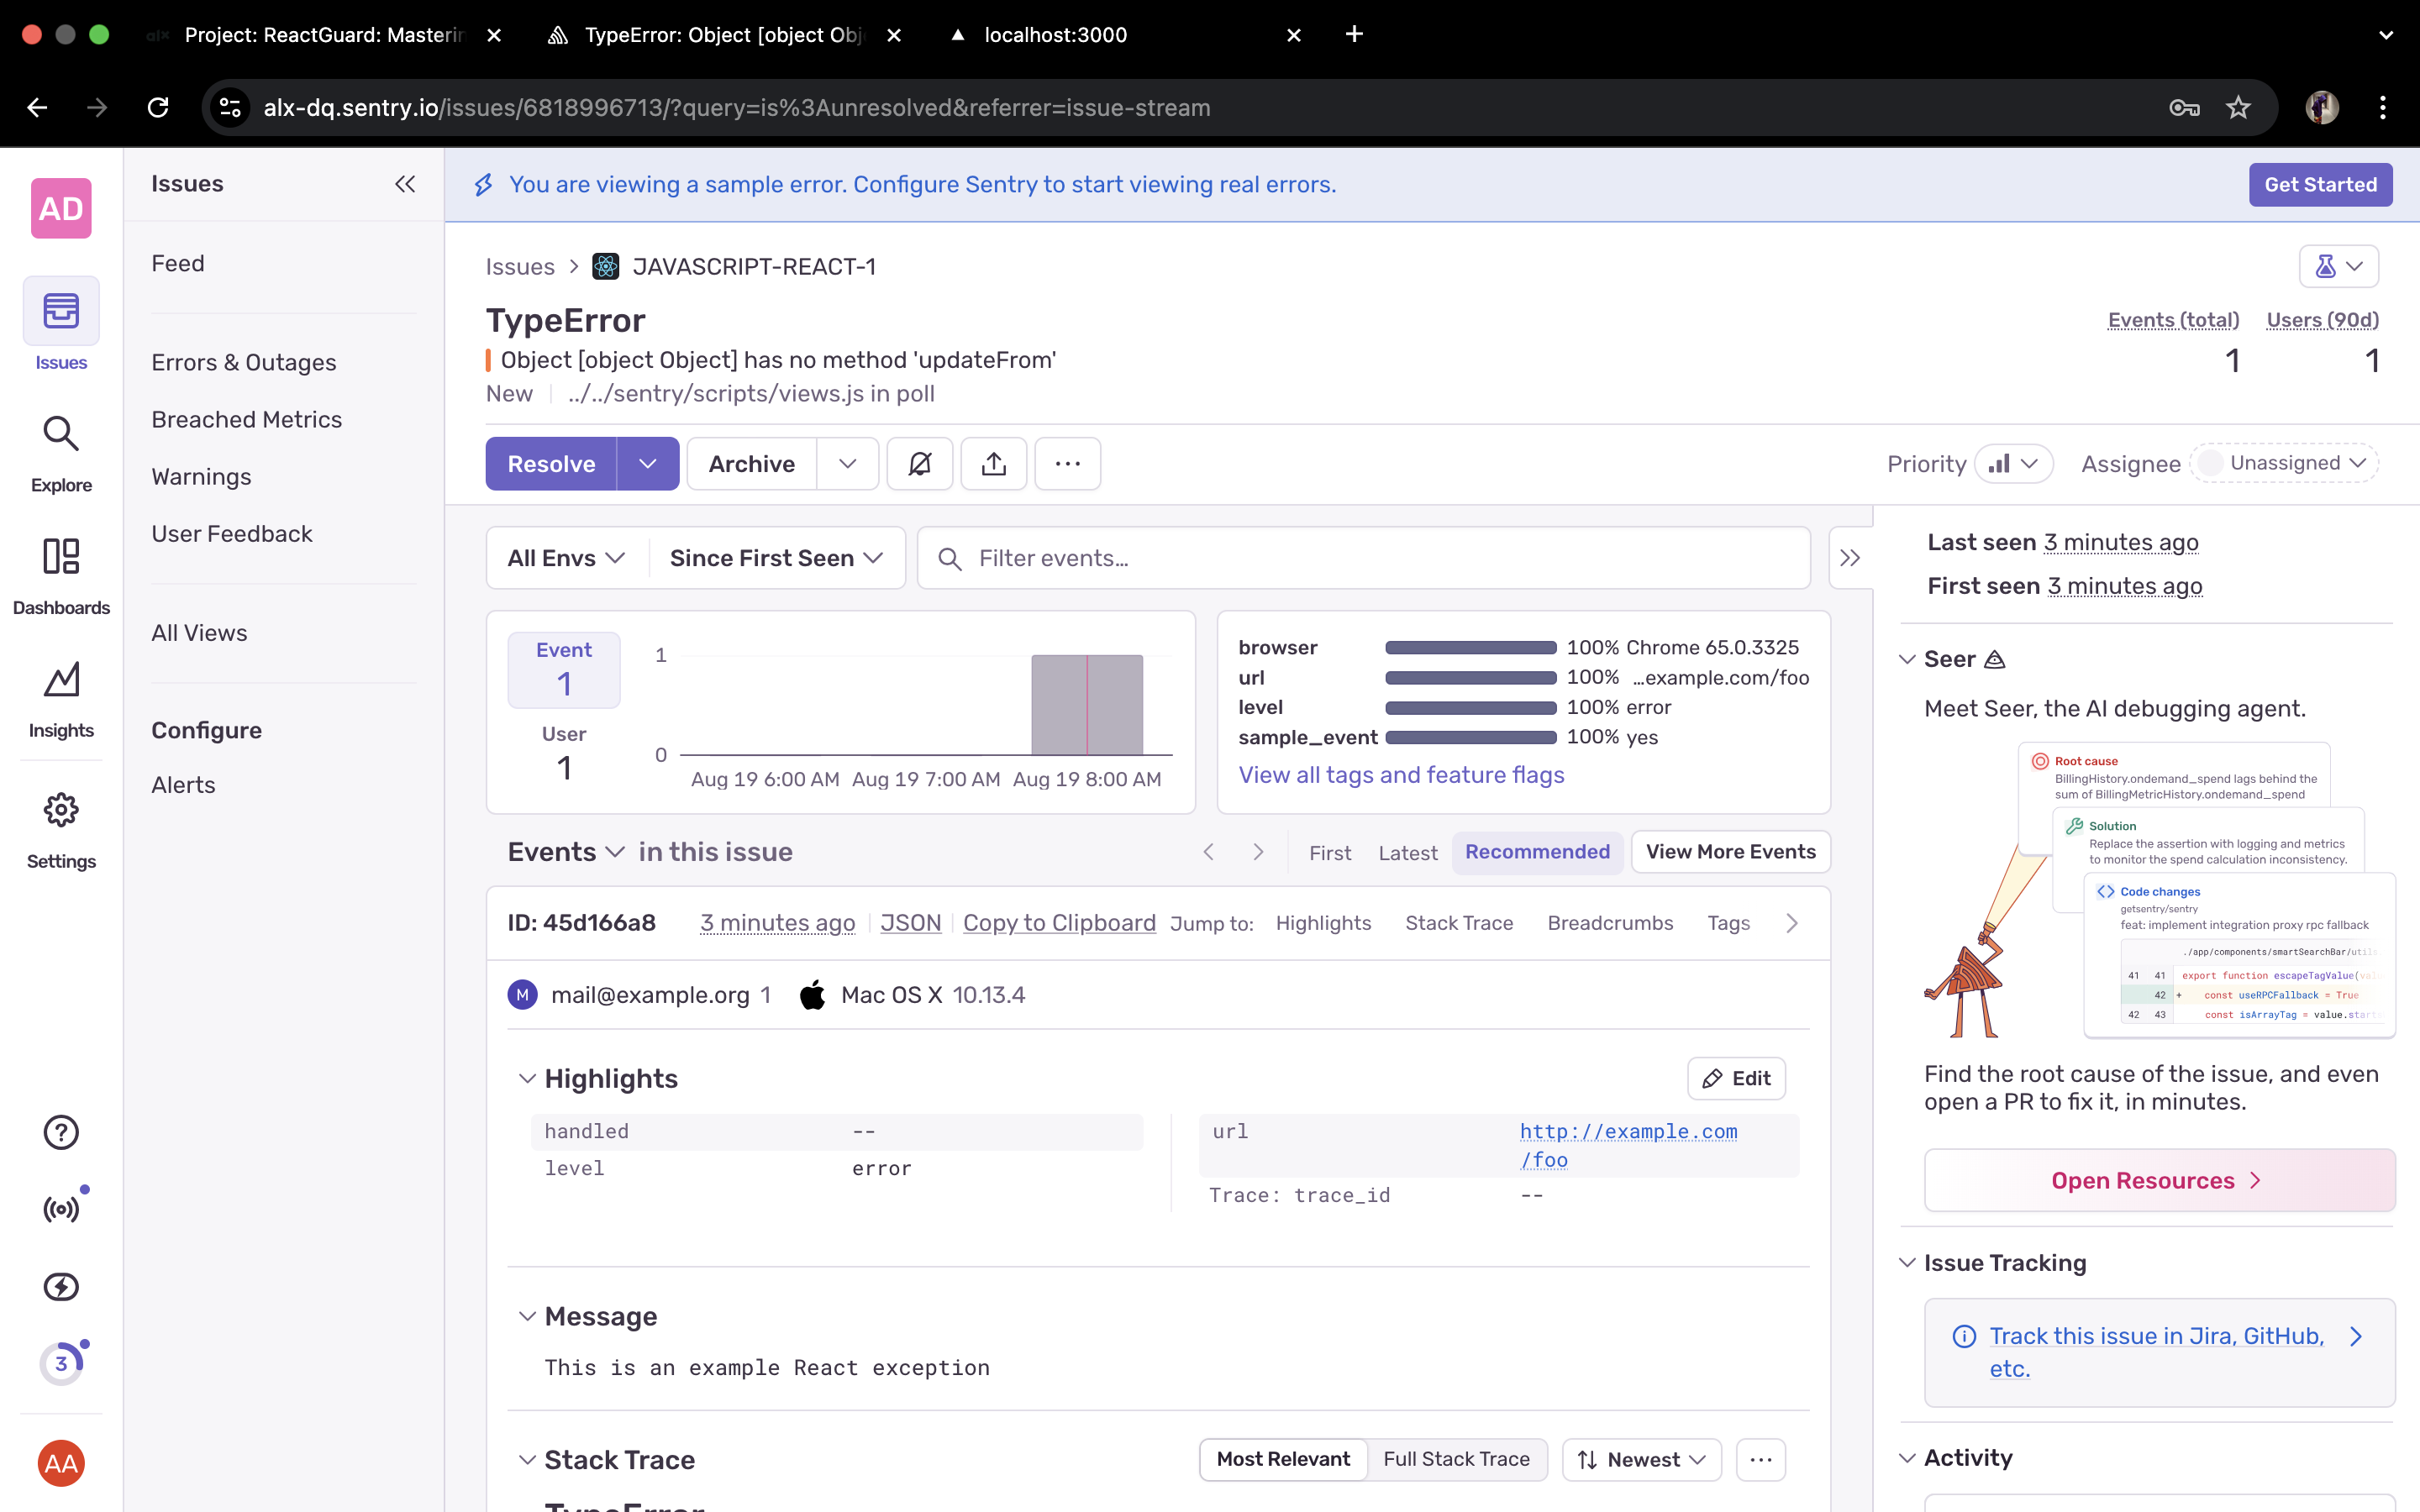 alx Project: ReactGuard: Masterin
TypeError: Object [object Obj
localhost:3000
alx-dq.sentry.io/issues/6818996713/?query=is%3Aunresolved&referrer=issue-stream
AD
Issues
Explore
Dashboards
Insights
Settings
3
AA
Issues
Feed
Errors & Outages
Breached Metrics
Warnings
User Feedback
All Views
Configure
Alerts
You are viewing a sample error. Configure Sentry to start viewing real errors.
Get Started
Issues > JAVASCRIPT-REACT-1
TypeError
Events (total) Users (90d)
Object [object Object] has no method 'updateFrom'
1 1
New ../../sentry/scripts/views.js in poll
Resolve Archive ...
Priority Assignee Unassigned
All Envs Since First Seen Filter events...
Event
1
User
1
1
0
Aug 19 6:00 AM Aug 19 7:00 AM Aug 19 8:00 AM
browser 100% Chrome 65.0.3325
url 100% ...example.com/foo
level 100% error
sample_event 100% yes
View all tags and feature flags
Events in this issue
First Latest Recommended View More Events
ID: 45d166a8 3 minutes ago JSON Copy to Clipboard Jump to: Highlights Stack Trace Breadcrumbs Tags
M mail@example.org 1 Mac OS X 10.13.4
Highlights
Edit
handled --
level error
url http://example.com
/foo
Trace: trace_id --
Message
This is an example React exception
Stack Trace
Most Relevant Full Stack Trace Newest ...
TypeError
Last seen 3 minutes ago
First seen 3 minutes ago
Seer
Meet Seer, the AI debugging agent.
Root cause
BillingHistory.ondemand_spend lags behind the
sum of BillingMetricHistory.ondemand_spend
Solution
Replace the assertion with logging and metrics
to monitor the spend calculation inconsistency.
Code changes
getsentry/sentry
feat: implement integration proxy rpc fallback
./app/components/smartSearchBar/utils
41 41 export function escapeTagValue(val
42 + const useRPCFallback = True
42 43 const isArrayTag = value.start
Find the root cause of the issue, and even
open a PR to fix it, in minutes.
Open Resources
Issue Tracking
Track this issue in Jira, GitHub,
etc.
Activity